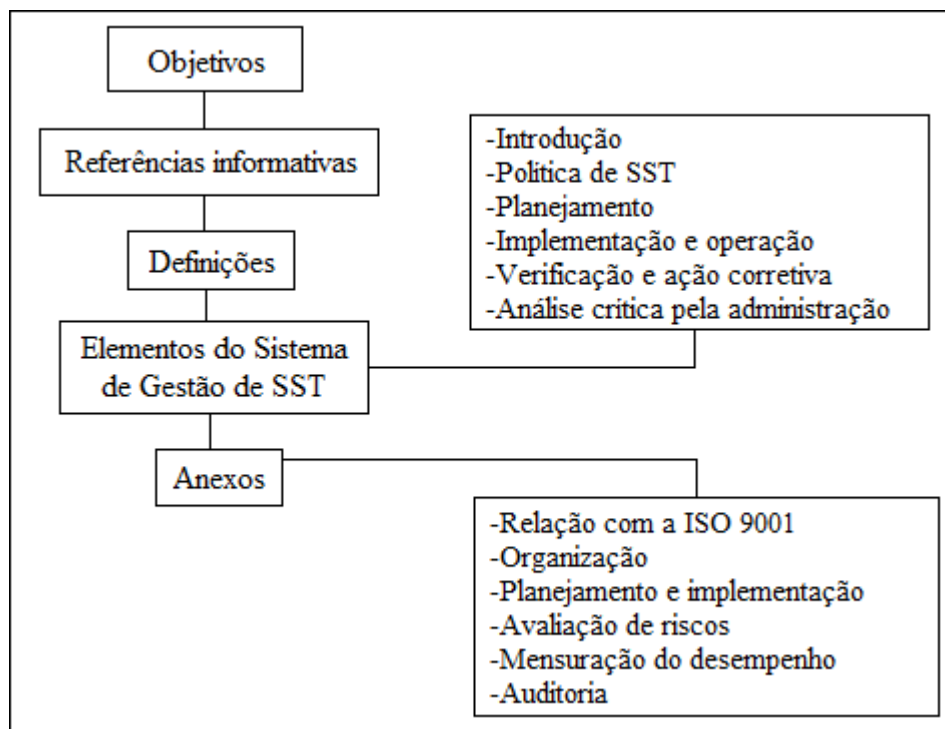 Objetivos
Referências informativas
Definições
Elementos do Sistema
de Gestão de SST
Anexos
-Introdução
-Política de SST
-Planejamento
-Implementação e operação
-Verificação e ação corretiva
-Análise crítica pela administração
-Relação com a ISO 9001
-Organização
-Planejamento e implementação
-Avaliação de riscos
-Mensuração do desempenho
-Auditoria